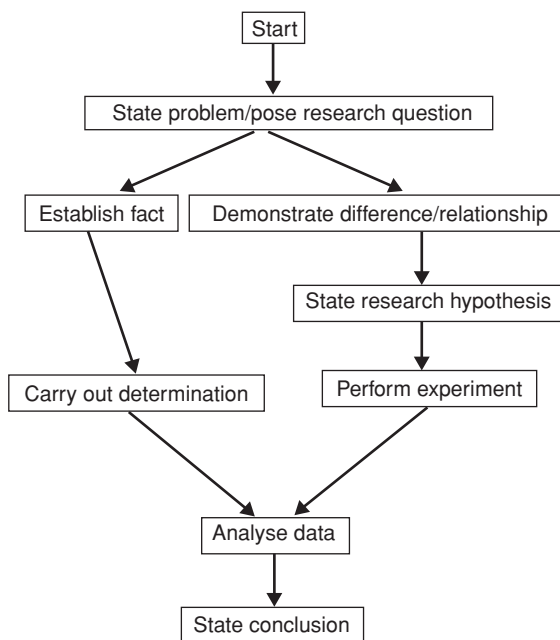 Start
State problem/pose research question
Establish fact
Demonstrate difference/relationship
State research hypothesis
Carry out determination
Perform experiment
Analyse data
State conclusion